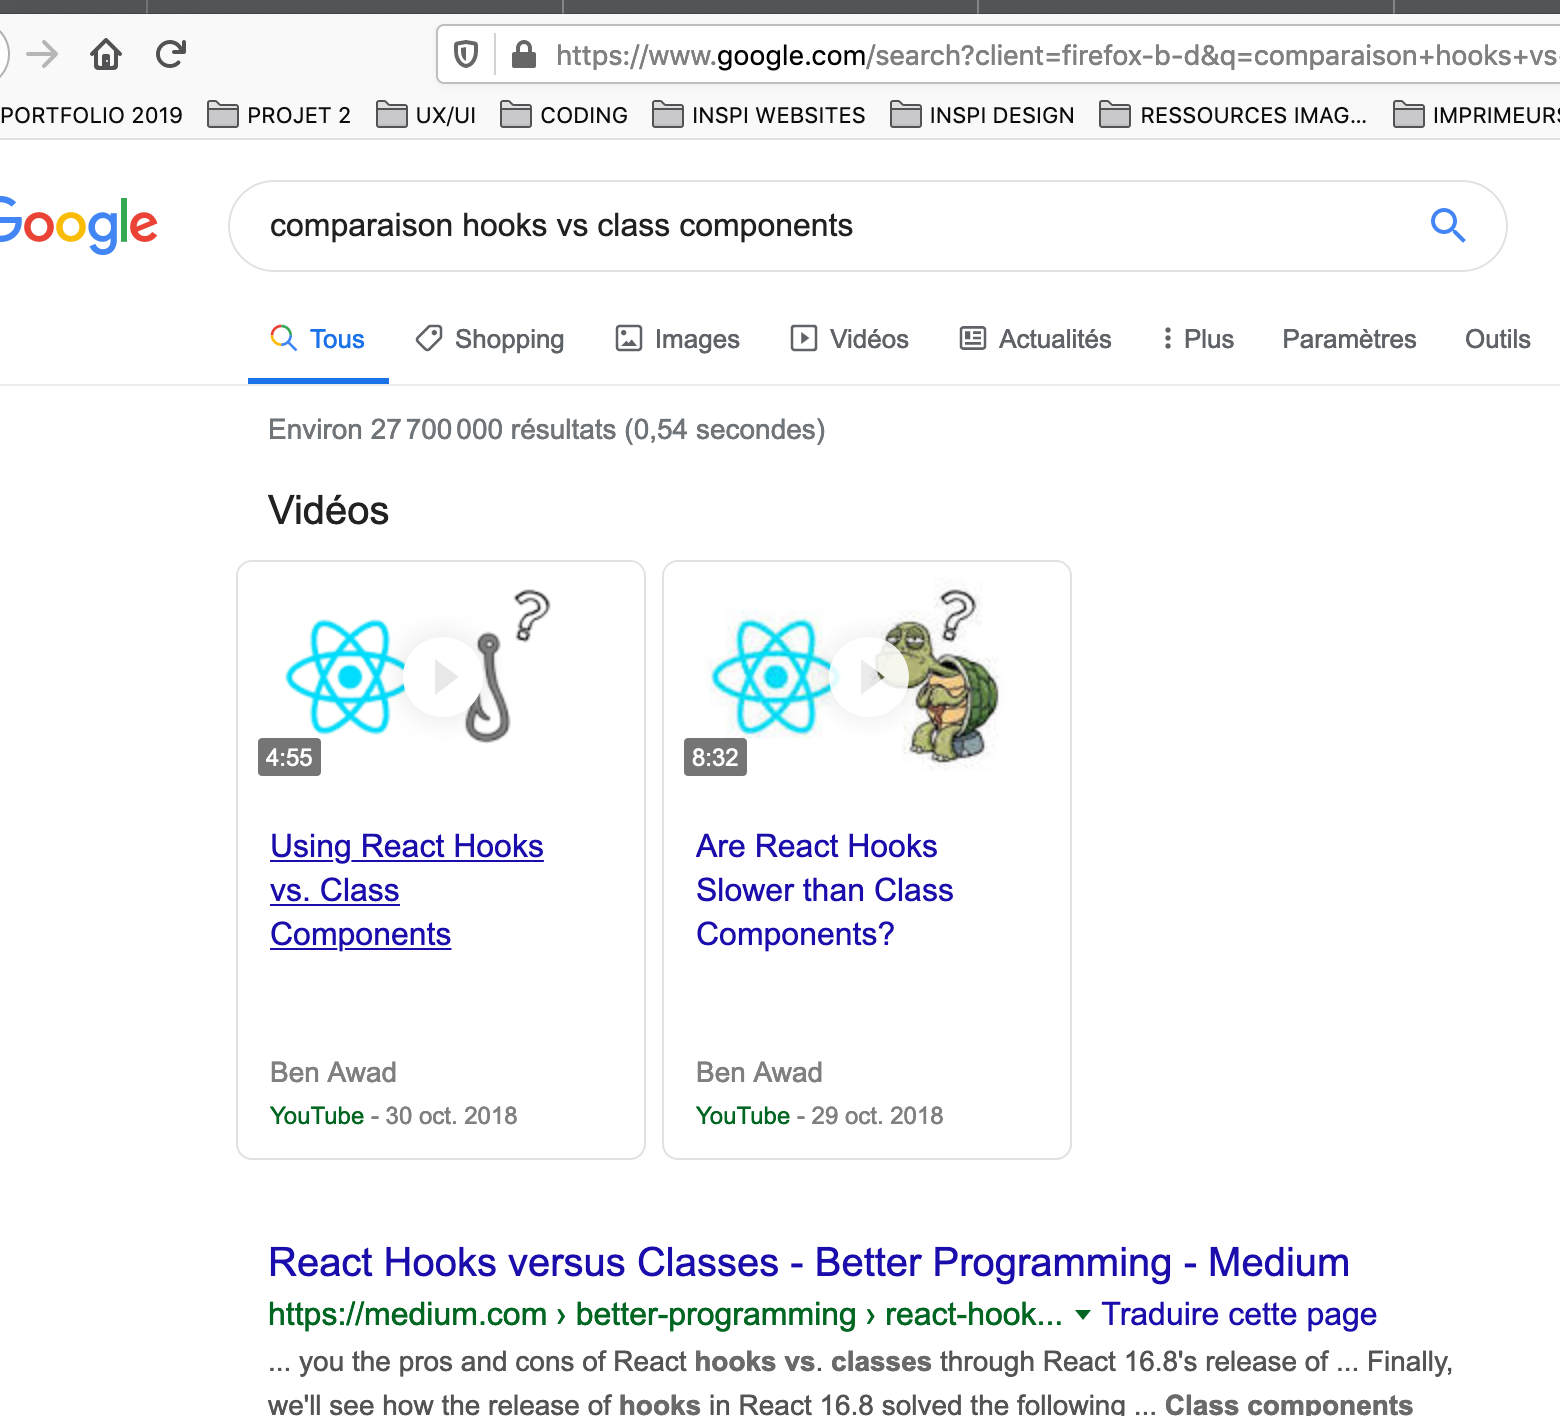 https://www.google.com/search?client=firefox-b-d&q=comparaison+hooks+vs
PORTFOLIO 2019 PROJET 2 UX/UI CODING INSPI WEBSITES INSPI DESIGN RESSOURCES IMAG... IMPRIMEURS
Google
comparaison hooks vs class components
Tous Shopping Images Vidéos Actualités Plus Paramètres Outils
Environ 27 700 000 résultats (0,54 secondes)
Vidéos
?
4:55
Using React Hooks
vs. Class
Components
Ben Awad
YouTube - 30 oct. 2018
?
8:32
Are React Hooks
Slower than Class
Components?
Ben Awad
YouTube - 29 oct. 2018
React Hooks versus Classes - Better Programming - Medium
https://medium.com › better-programming › react-hook... Traduire cette page
... you the pros and cons of React hooks vs. classes through React 16.8's release of ... Finally,
we'll see how the release of hooks in React 16.8 solved the following ... Class components